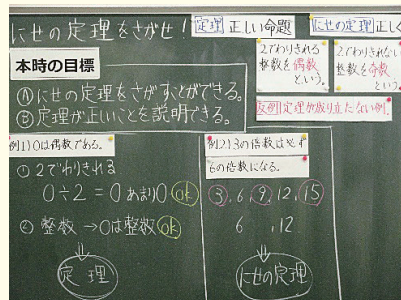 にせの定理をさがせ!
定理 正しい命題
にせの定理 正しく
本時の目標
Ⓐにせの定理をさがすことができる。
Ⓑ定理が正しいことを説明できる。
2でわりきれる
整数を偶数
という。
2でわりきれない
整数を奇数
という。
反例 定理が成り立たない例。
例1) 0は偶数である。
① 2でわりきれる
0÷2=0あまり0 ok
② 整数→0は整数 ok
定理
例2) 3の倍数は必ず
6の倍数になる。
3, 6, 9, 12, 15
6 , 12
にせの定理